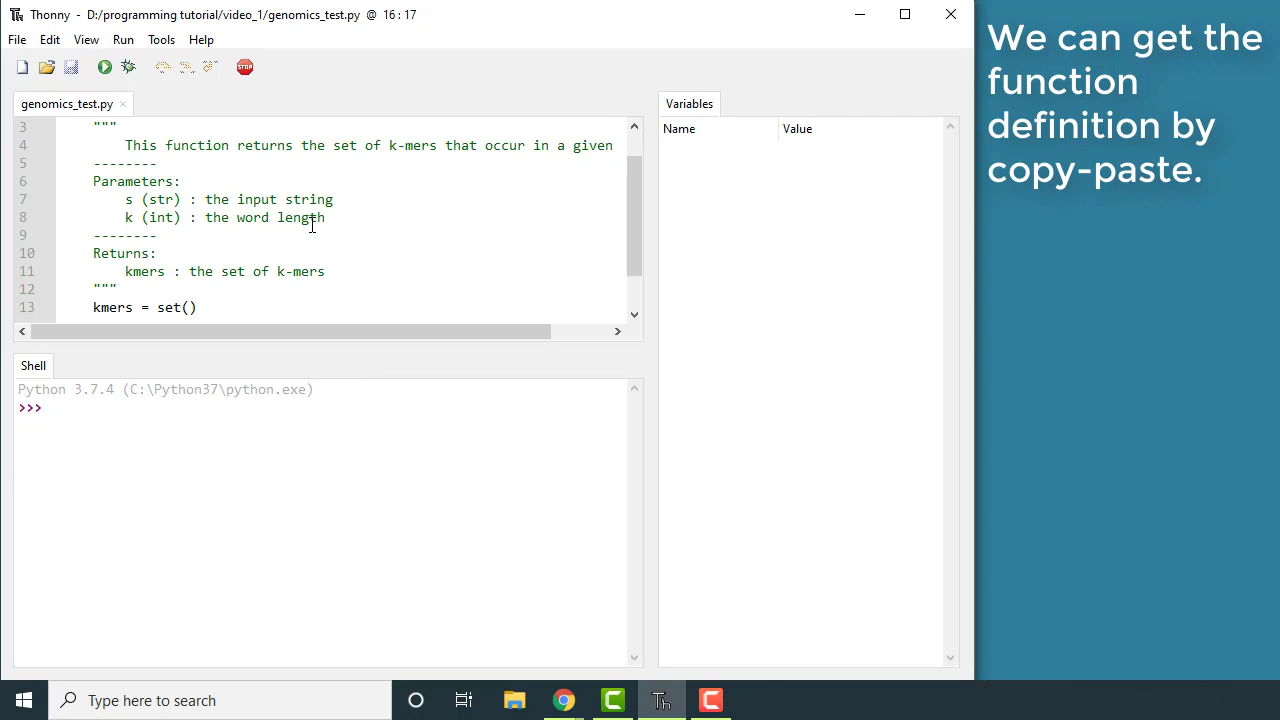 Thonny - D:/programming tutorial/video_1/genomics_test.py @ 16:17
File Edit View Run Tools Help
STOP
genomics_test.py
3 """
4 This function returns the set of k-mers that occur in a given
5 --------
6 Parameters:
7 s (str) : the input string
8 k (int) : the word length
9 --------
10 Returns:
11 kmers : the set of k-mers
12 """
13 kmers = set()
Shell
Python 3.7.4 (C:\Python37\python.exe)
>>>
Variables
Name Value
We can get the
function
definition by
copy-paste.
Type here to search